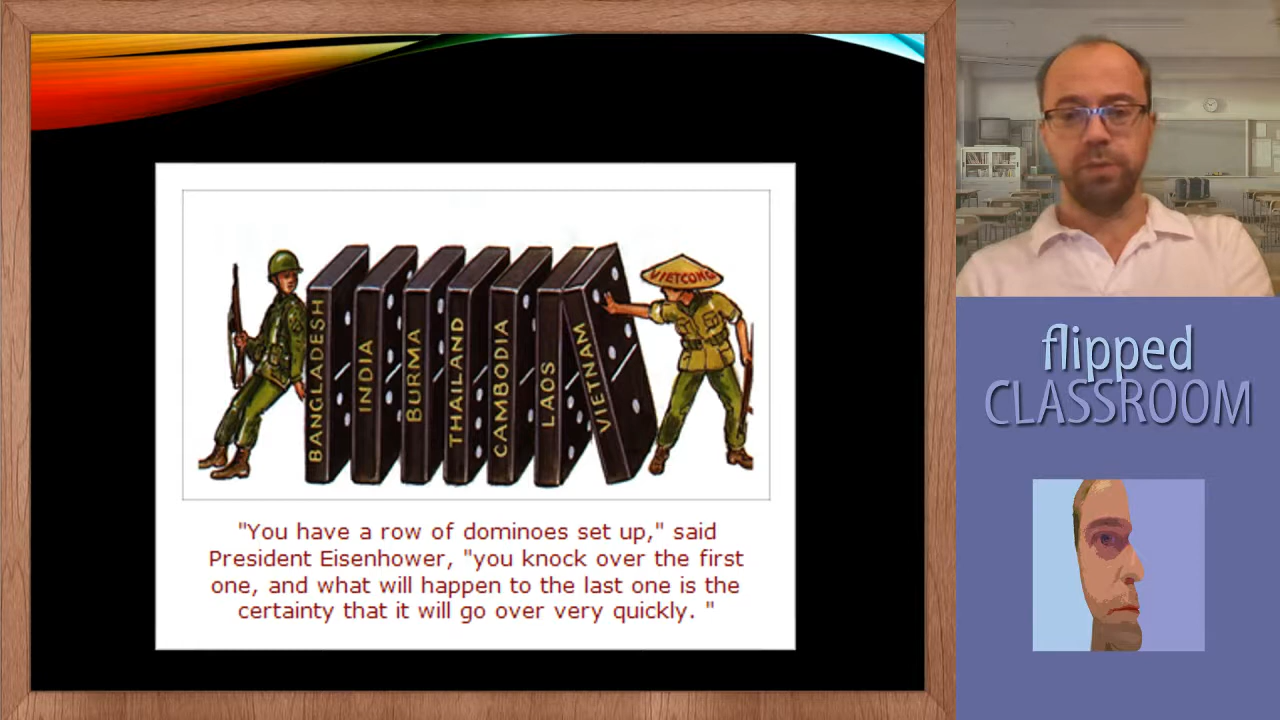 BANGLADESH
INDIA
BURMA
THAILAND
CAMBODIA
LAOS
VIETNAM
VIETCONG
"You have a row of dominoes set up," said
President Eisenhower, "you knock over the first
one, and what will happen to the last one is the
certainty that it will go over very quickly. "
flipped
CLASSROOM